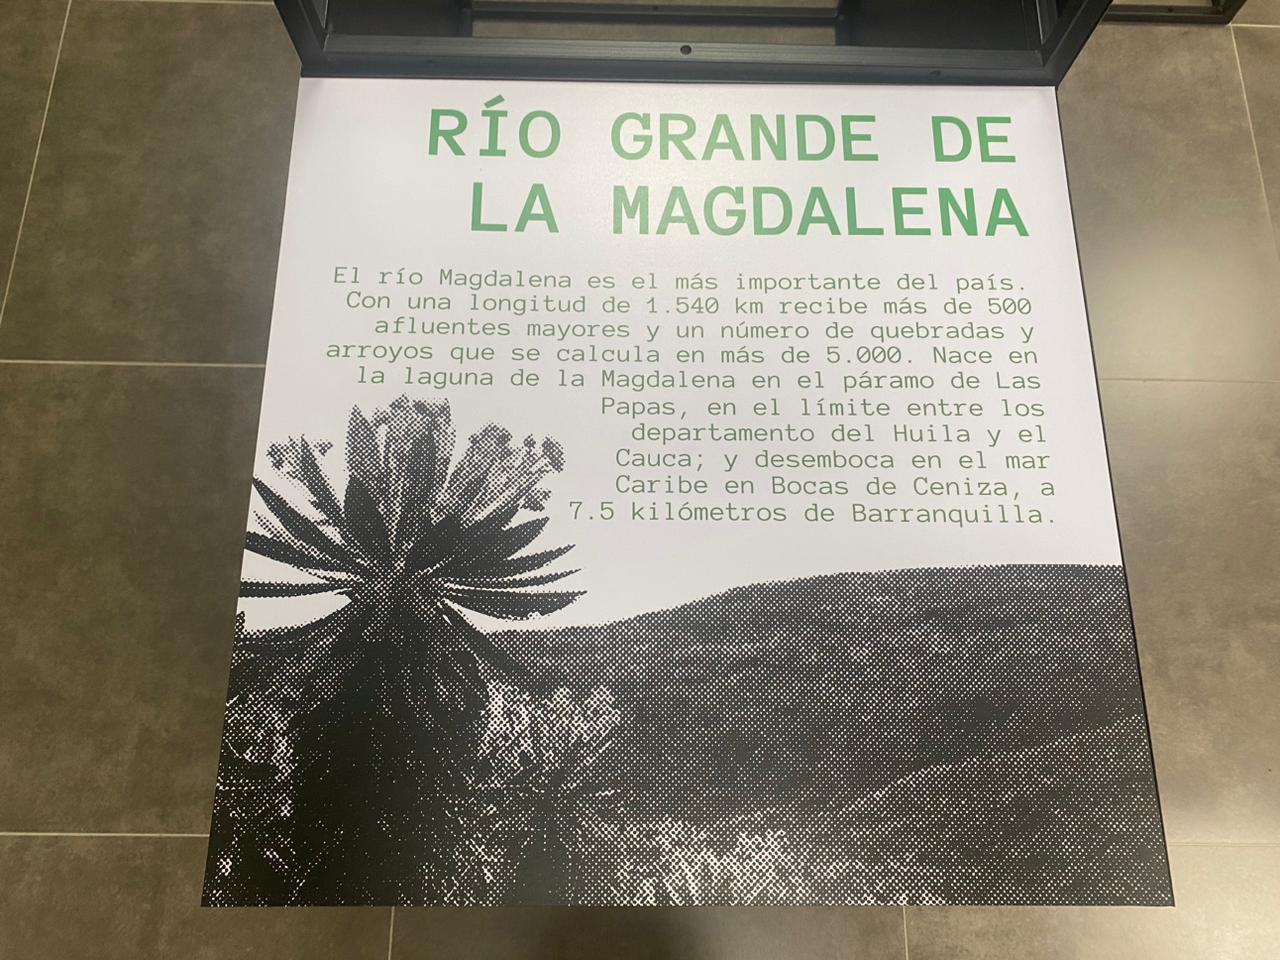 RÍO GRANDE DE
LA MAGDALENA
El río Magdalena es el más importante del país.
Con una longitud de 1.540 km recibe más de 500
afluentes mayores y un número de quebradas y
arroyos que se calcula en más de 5.000. Nace en
la laguna de la Magdalena en el páramo de Las
Papas, en el límite entre los
departamento del Huila y el
Cauca; y desemboca en el mar
Caribe en Bocas de Ceniza, a
7.5 kilómetros de Barranquilla.